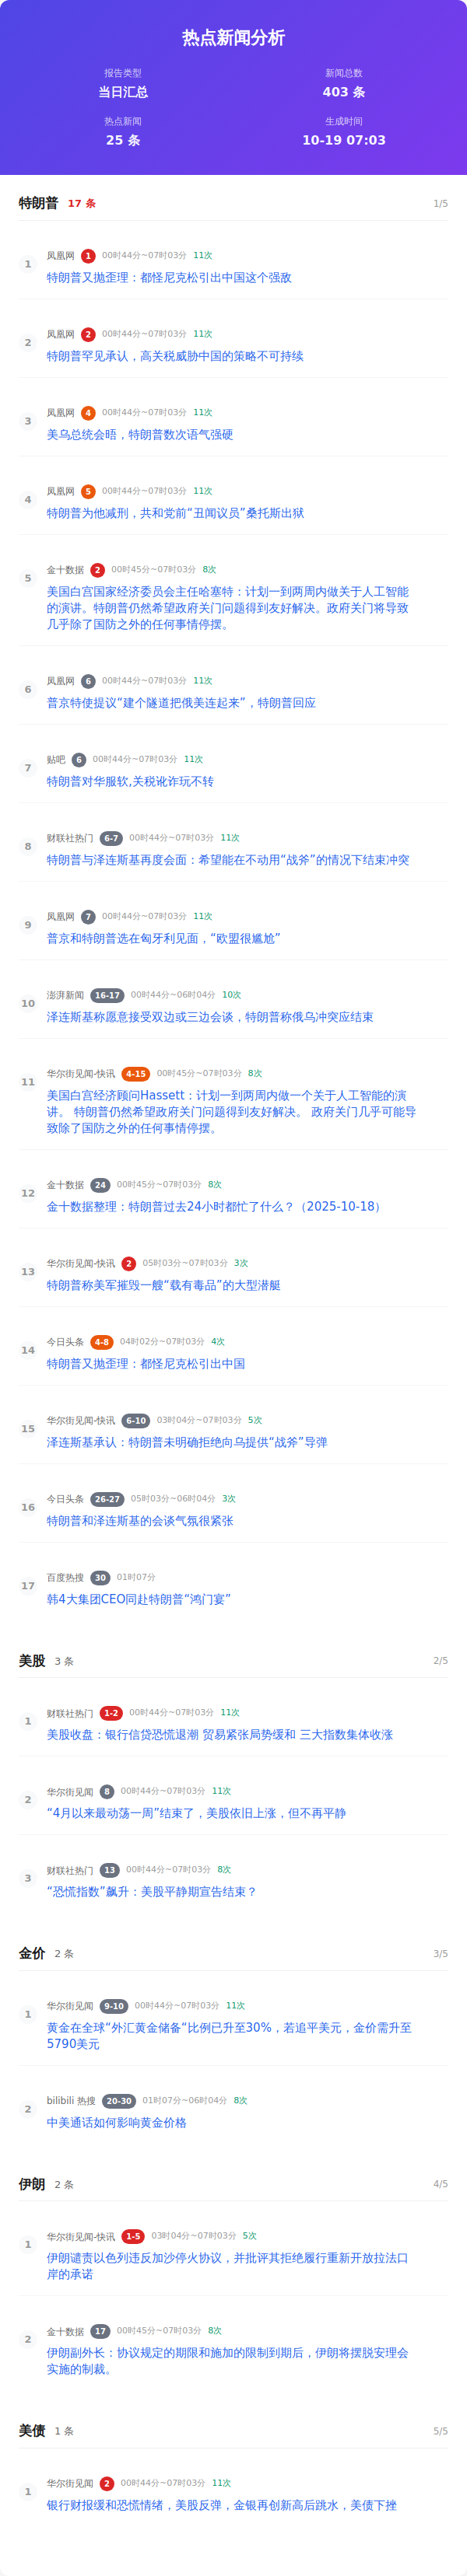 热点新闻分析
报告类型
新闻总数
当日汇总
403 条
热点新闻
生成时间
25 条
10-19 07:03
特朗普 17 条 1/5
1
凤凰网 1 00时44分~07时03分 11次
特朗普又抛歪理：都怪尼克松引出中国这个强敌
2
凤凰网 2 00时44分~07时03分 11次
特朗普罕见承认，高关税威胁中国的策略不可持续
3
凤凰网 4 00时44分~07时03分 11次
美乌总统会晤，特朗普数次语气强硬
4
凤凰网 5 00时44分~07时03分 11次
特朗普为他减刑，共和党前“丑闻议员”桑托斯出狱
5
金十数据 2 00时45分~07时03分 8次
美国白宫国家经济委员会主任哈塞特：计划一到两周内做关于人工智能
的演讲。特朗普仍然希望政府关门问题得到友好解决。政府关门将导致
几乎除了国防之外的任何事情停摆。
6
凤凰网 6 00时44分~07时03分 11次
普京特使提议“建个隧道把俄美连起来”，特朗普回应
7
贴吧 6 00时44分~07时03分 11次
特朗普对华服软,关税讹诈玩不转
8
财联社热门 6-7 00时44分~07时03分 11次
特朗普与泽连斯基再度会面：希望能在不动用“战斧”的情况下结束冲突
9
凤凰网 7 00时44分~07时03分 11次
普京和特朗普选在匈牙利见面，“欧盟很尴尬”
10
澎湃新闻 16-17 00时44分~06时04分 10次
泽连斯基称愿意接受双边或三边会谈，特朗普称俄乌冲突应结束
11
华尔街见闻-快讯 4-15 00时45分~07时03分 8次
美国白宫经济顾问Hassett：计划一到两周内做一个关于人工智能的演
讲。 特朗普仍然希望政府关门问题得到友好解决。 政府关门几乎可能导
致除了国防之外的任何事情停摆。
12
金十数据 24 00时45分~07时03分 8次
金十数据整理：特朗普过去24小时都忙了什么？（2025-10-18）
13
华尔街见闻-快讯 2 05时03分~07时03分 3次
特朗普称美军摧毁一艘“载有毒品”的大型潜艇
14
今日头条 4-8 04时02分~07时03分 4次
特朗普又抛歪理：都怪尼克松引出中国
15
华尔街见闻-快讯 6-10 03时04分~07时03分 5次
泽连斯基承认：特朗普未明确拒绝向乌提供“战斧”导弹
16
今日头条 26-27 05时03分~06时04分 3次
特朗普和泽连斯基的会谈气氛很紧张
17
百度热搜 30 01时07分
韩4大集团CEO同赴特朗普“鸿门宴”
美股 3 条 2/5
1
财联社热门 1-2 00时44分~07时03分 11次
美股收盘：银行信贷恐慌退潮 贸易紧张局势缓和 三大指数集体收涨
2
华尔街见闻 8 00时44分~07时03分 11次
“4月以来最动荡一周”结束了，美股依旧上涨，但不再平静
3
财联社热门 13 00时44分~07时03分 8次
“恐慌指数”飙升：美股平静期宣告结束？
金价 2 条 3/5
1
华尔街见闻 9-10 00时44分~07时03分 11次
黄金在全球“外汇黄金储备“比例已升至30%，若追平美元，金价需升至
5790美元
2
bilibili 热搜 20-30 01时07分~06时04分 8次
中美通话如何影响黄金价格
伊朗 2 条 4/5
1
华尔街见闻-快讯 1-5 03时04分~07时03分 5次
伊朗谴责以色列违反加沙停火协议，并批评其拒绝履行重新开放拉法口
岸的承诺
2
金十数据 17 00时45分~07时03分 8次
伊朗副外长：协议规定的期限和施加的限制到期后，伊朗将摆脱安理会
实施的制裁。
美债 1 条 5/5
1
华尔街见闻 2 00时44分~07时03分 11次
银行财报缓和恐慌情绪，美股反弹，金银再创新高后跳水，美债下挫